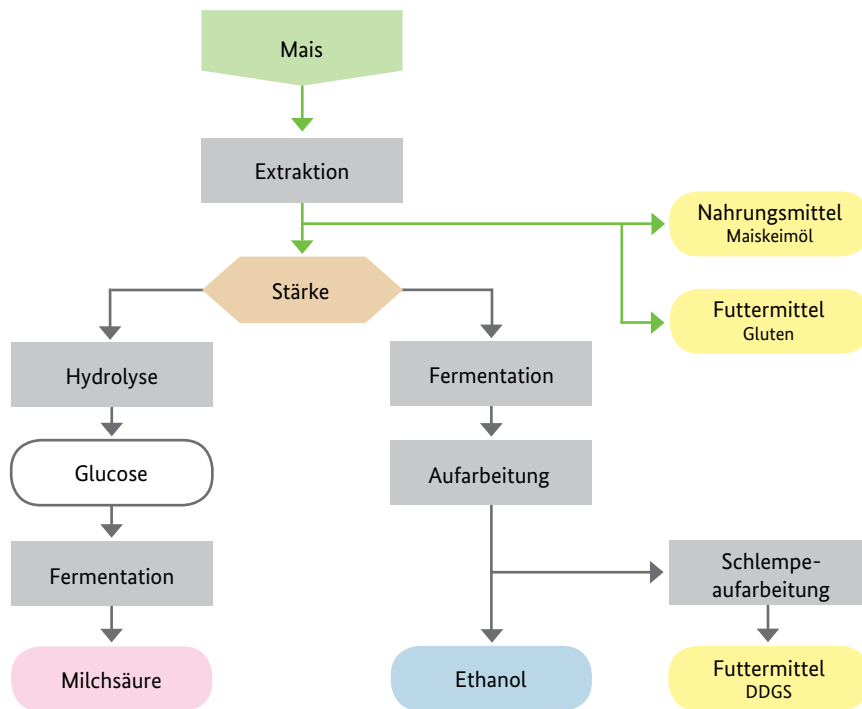 Mais
Extraktion
Nahrungsmittel
Maiskeimöl
Stärke
Futtermittel
Gluten
Hydrolyse
Fermentation
Glucose
Aufarbeitung
Fermentation
Schlempe-
aufarbeitung
Milchsäure
Ethanol
Futtermittel
DDGS